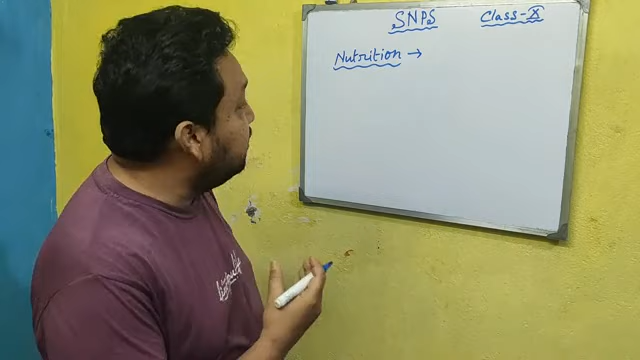 SNPS Class-X
Nutrition →